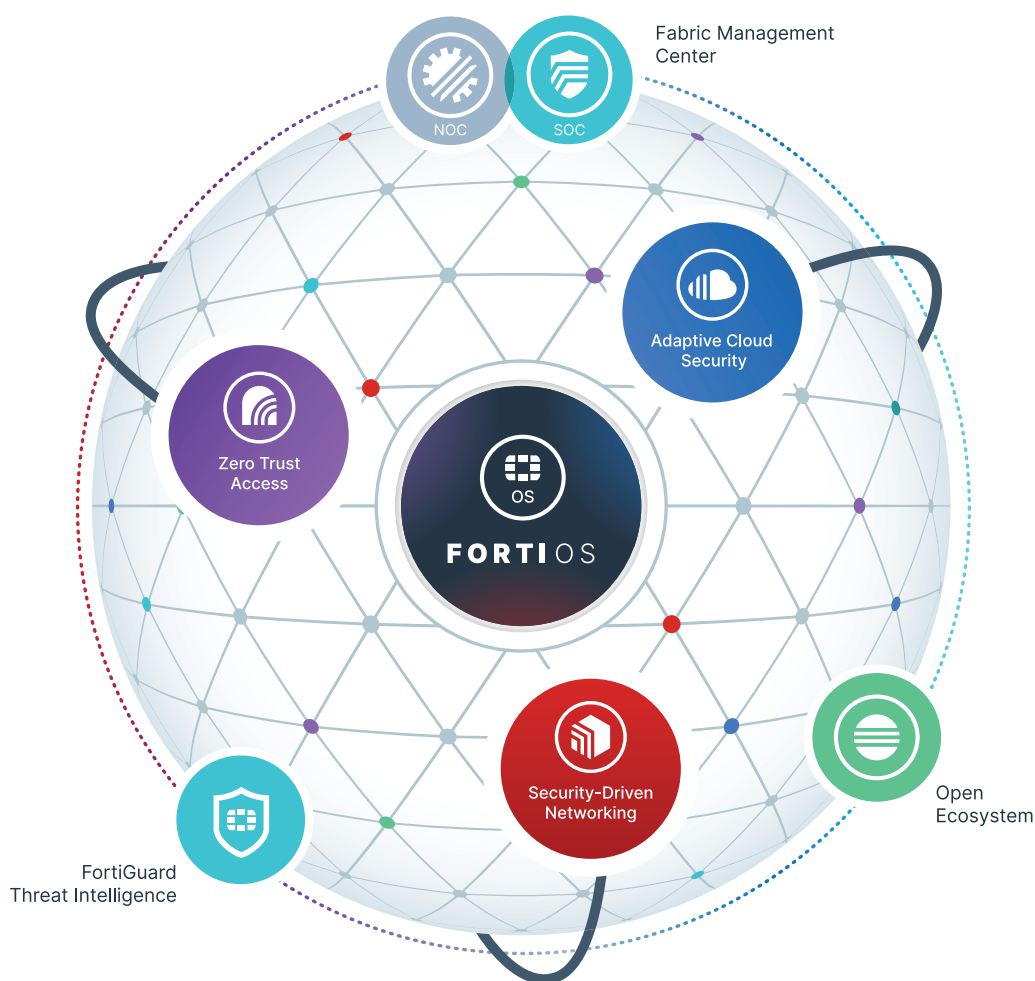 Fabric Management
Center
NOC
SOC
Adaptive Cloud
Security
Zero Trust
Access
OS
FORTIOS
Security-Driven
Networking
Open
Ecosystem
FortiGuard
Threat Intelligence